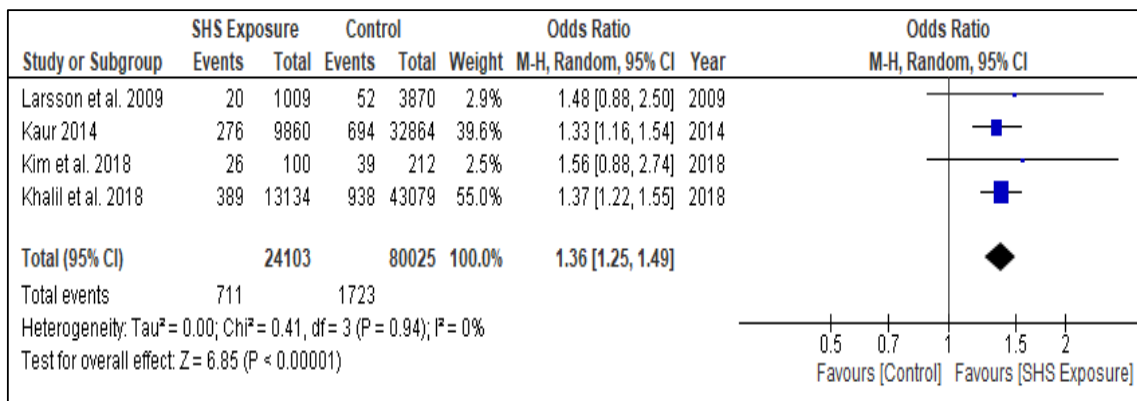 SHS Exposure Control Odds Ratio Odds Ratio
Study or Subgroup Events Total Events Total Weight M-H, Random, 95% CI Year M-H, Random, 95% CI
Larsson et al. 2009 20 1009 52 3870 2.9% 1.48 [0.88, 2.50] 2009
Kaur 2014 276 9860 694 32864 39.6% 1.33 [1.16, 1.54] 2014
Kim et al. 2018 26 100 39 212 2.5% 1.56 [0.88, 2.74] 2018
Khalil et al. 2018 389 13134 938 43079 55.0% 1.37 [1.22, 1.55] 2018
Total (95% CI) 24103 80025 100.0% 1.36 [1.25, 1.49]
Total events 711 1723
Heterogeneity: Tau² = 0.00; Chi² = 0.41, df = 3 (P = 0.94); I² = 0%
Test for overall effect: Z = 6.85 (P < 0.00001)
0.5 0.7 1 1.5 2
Favours [Control] Favours [SHS Exposure]